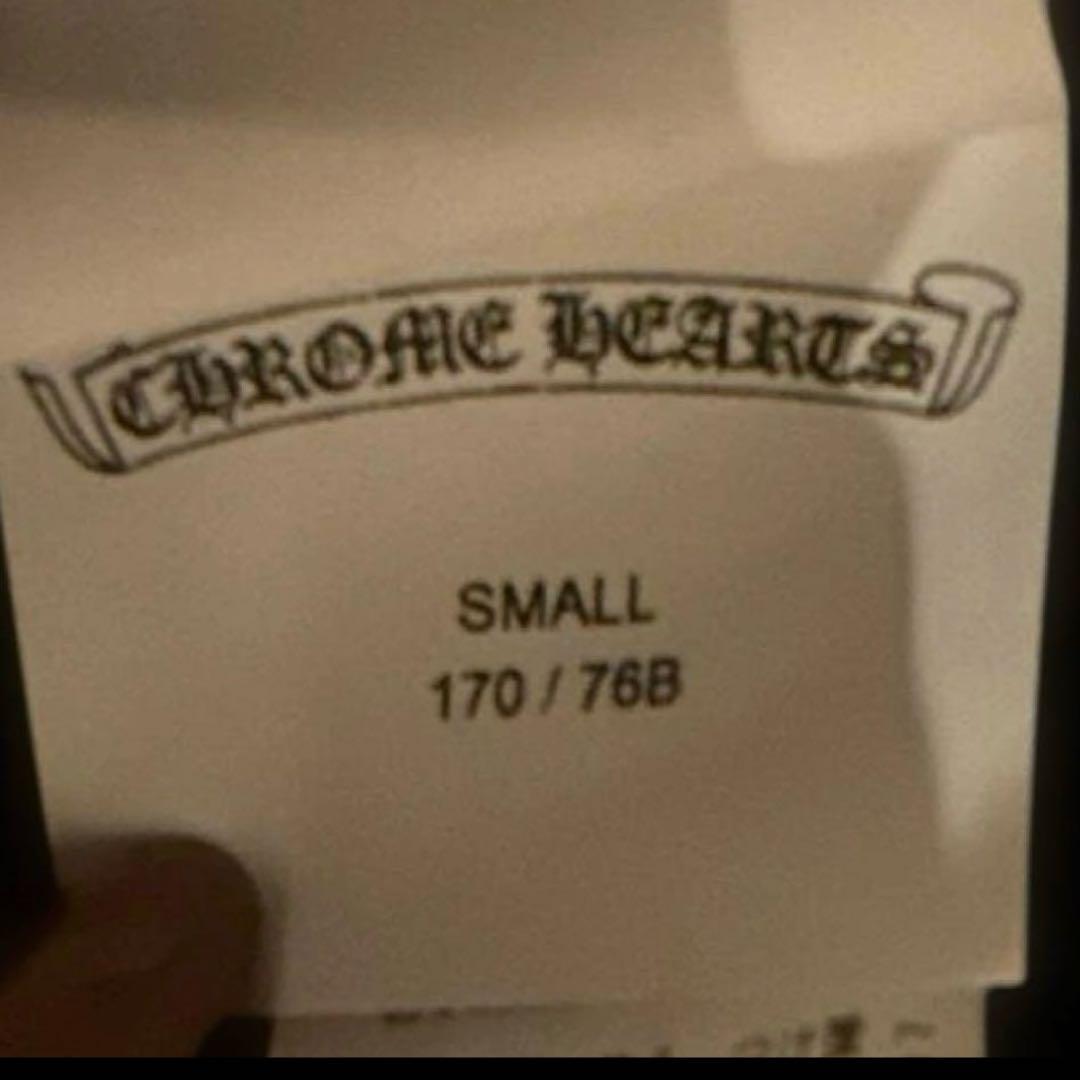 CHROME HEARTS
SMALL
170 / 76B